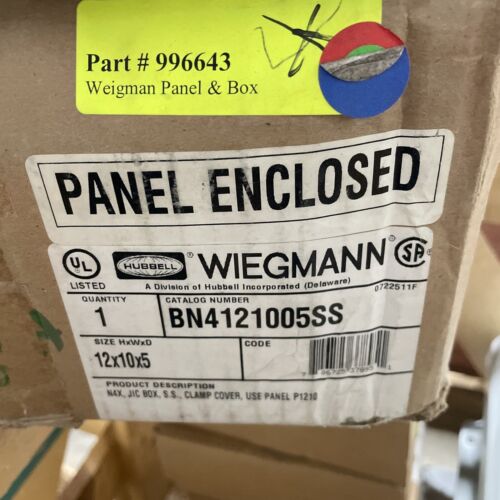 Part # 996643
Weigman Panel & Box
PANEL ENCLOSED
UL
LISTED
HUBBELL
WIEGMANN
SA
A Division of Hubbell Incorporated (Delaware)
0722511F
QUANTITY
1
CATALOG NUMBER
BN4121005SS
SIZE HxWxD
12x10x5
CODE
PRODUCT DESCRIPTION
N4X, JIC BOX, S.S., CLAMP COVER, USE PANEL P1210